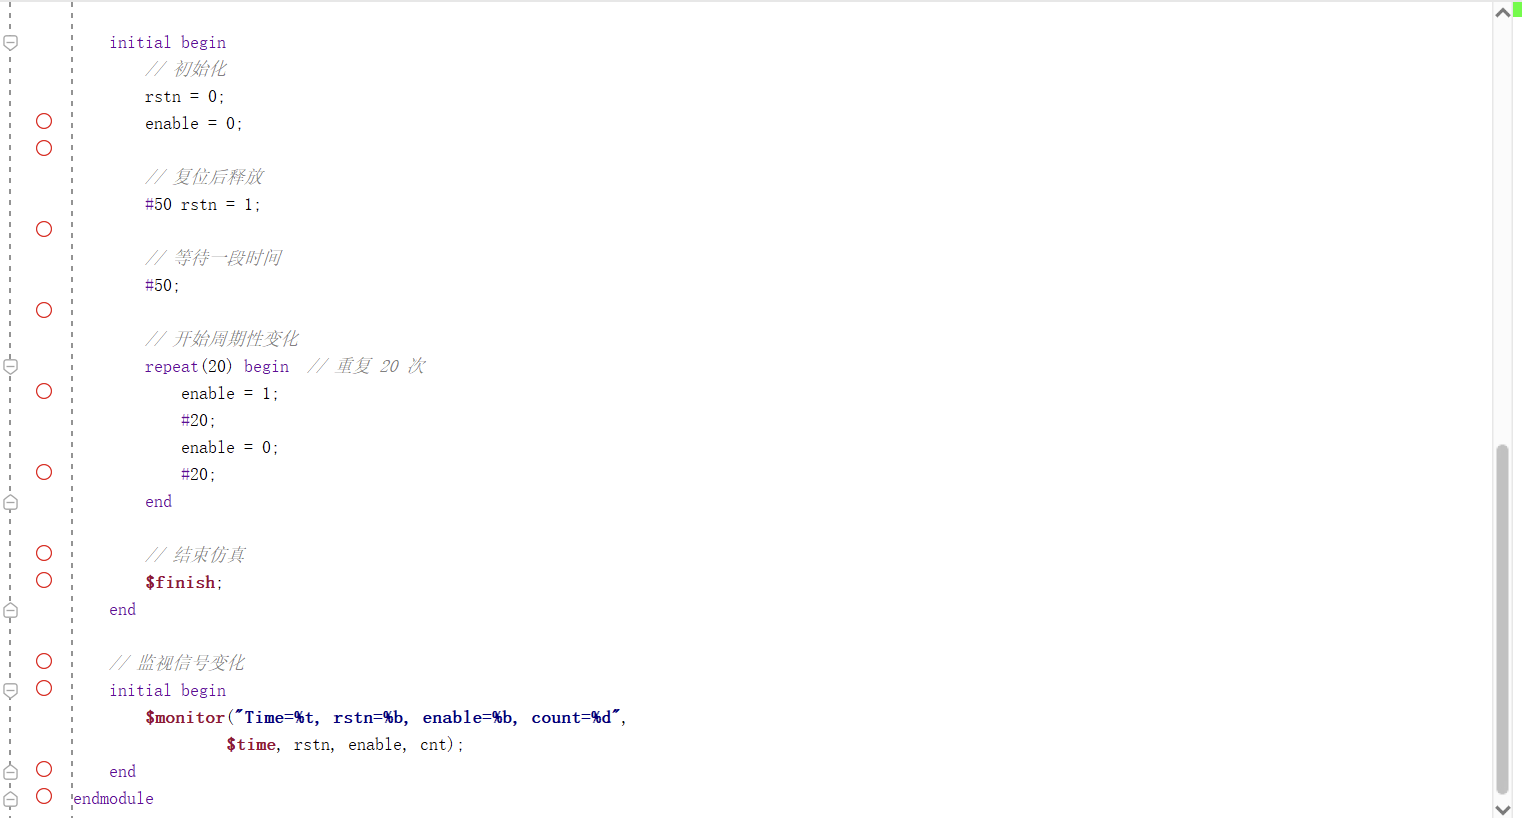 initial begin
// 初始化
rstn = 0;
enable = 0;
// 复位后释放
#50 rstn = 1;
// 等待一段时间
#50;
// 开始周期性变化
repeat(20) begin  // 重复 20 次
enable = 1;
#20;
enable = 0;
#20;
end
// 结束仿真
$finish;
end
// 监视信号变化
initial begin
$monitor("Time=%t, rstn=%b, enable=%b, count=%d",
$time, rstn, enable, cnt);
end
endmodule